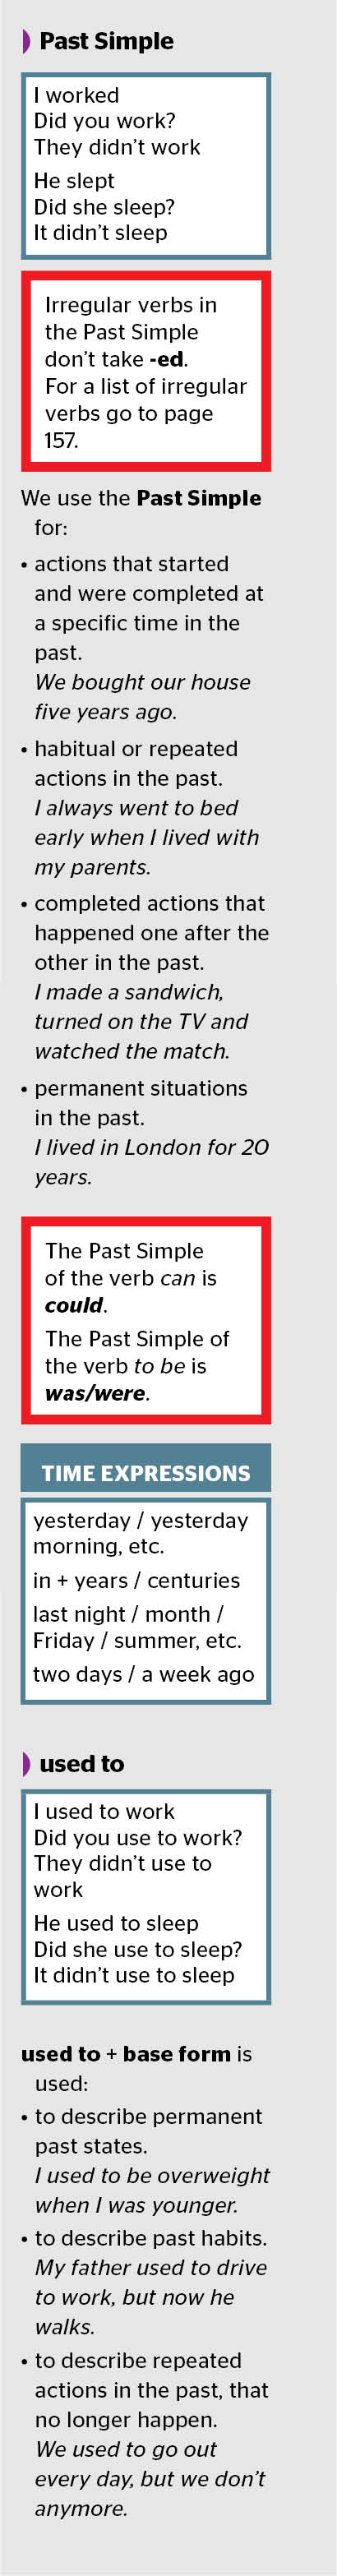 Past Simple
I worked
Did you work?
They didn’t work
He slept
Did she sleep?
It didn’t sleep
Irregular verbs in
the Past Simple
don’t take -ed.
For a list of irregular
verbs go to page
157.
We use the Past Simple
for:
• actions that started
and were completed at
a specific time in the
past.
We bought our house
five years ago.
• habitual or repeated
actions in the past.
I always went to bed
early when I lived with
my parents.
• completed actions that
happened one after the
other in the past.
I made a sandwich,
turned on the TV and
watched the match.
• permanent situations
in the past.
I lived in London for 20
years.
The Past Simple
of the verb can is
could.
The Past Simple of
the verb to be is
was/were.
TIME EXPRESSIONS
yesterday / yesterday
morning, etc.
in + years / centuries
last night / month /
Friday / summer, etc.
two days / a week ago
used to
I used to work
Did you use to work?
They didn’t use to
work
He used to sleep
Did she use to sleep?
It didn’t use to sleep
used to + base form is
used:
• to describe permanent
past states.
I used to be overweight
when I was younger.
• to describe past habits.
My father used to drive
to work, but now he
walks.
• to describe repeated
actions in the past, that
no longer happen.
We used to go out
every day, but we don’t
anymore.